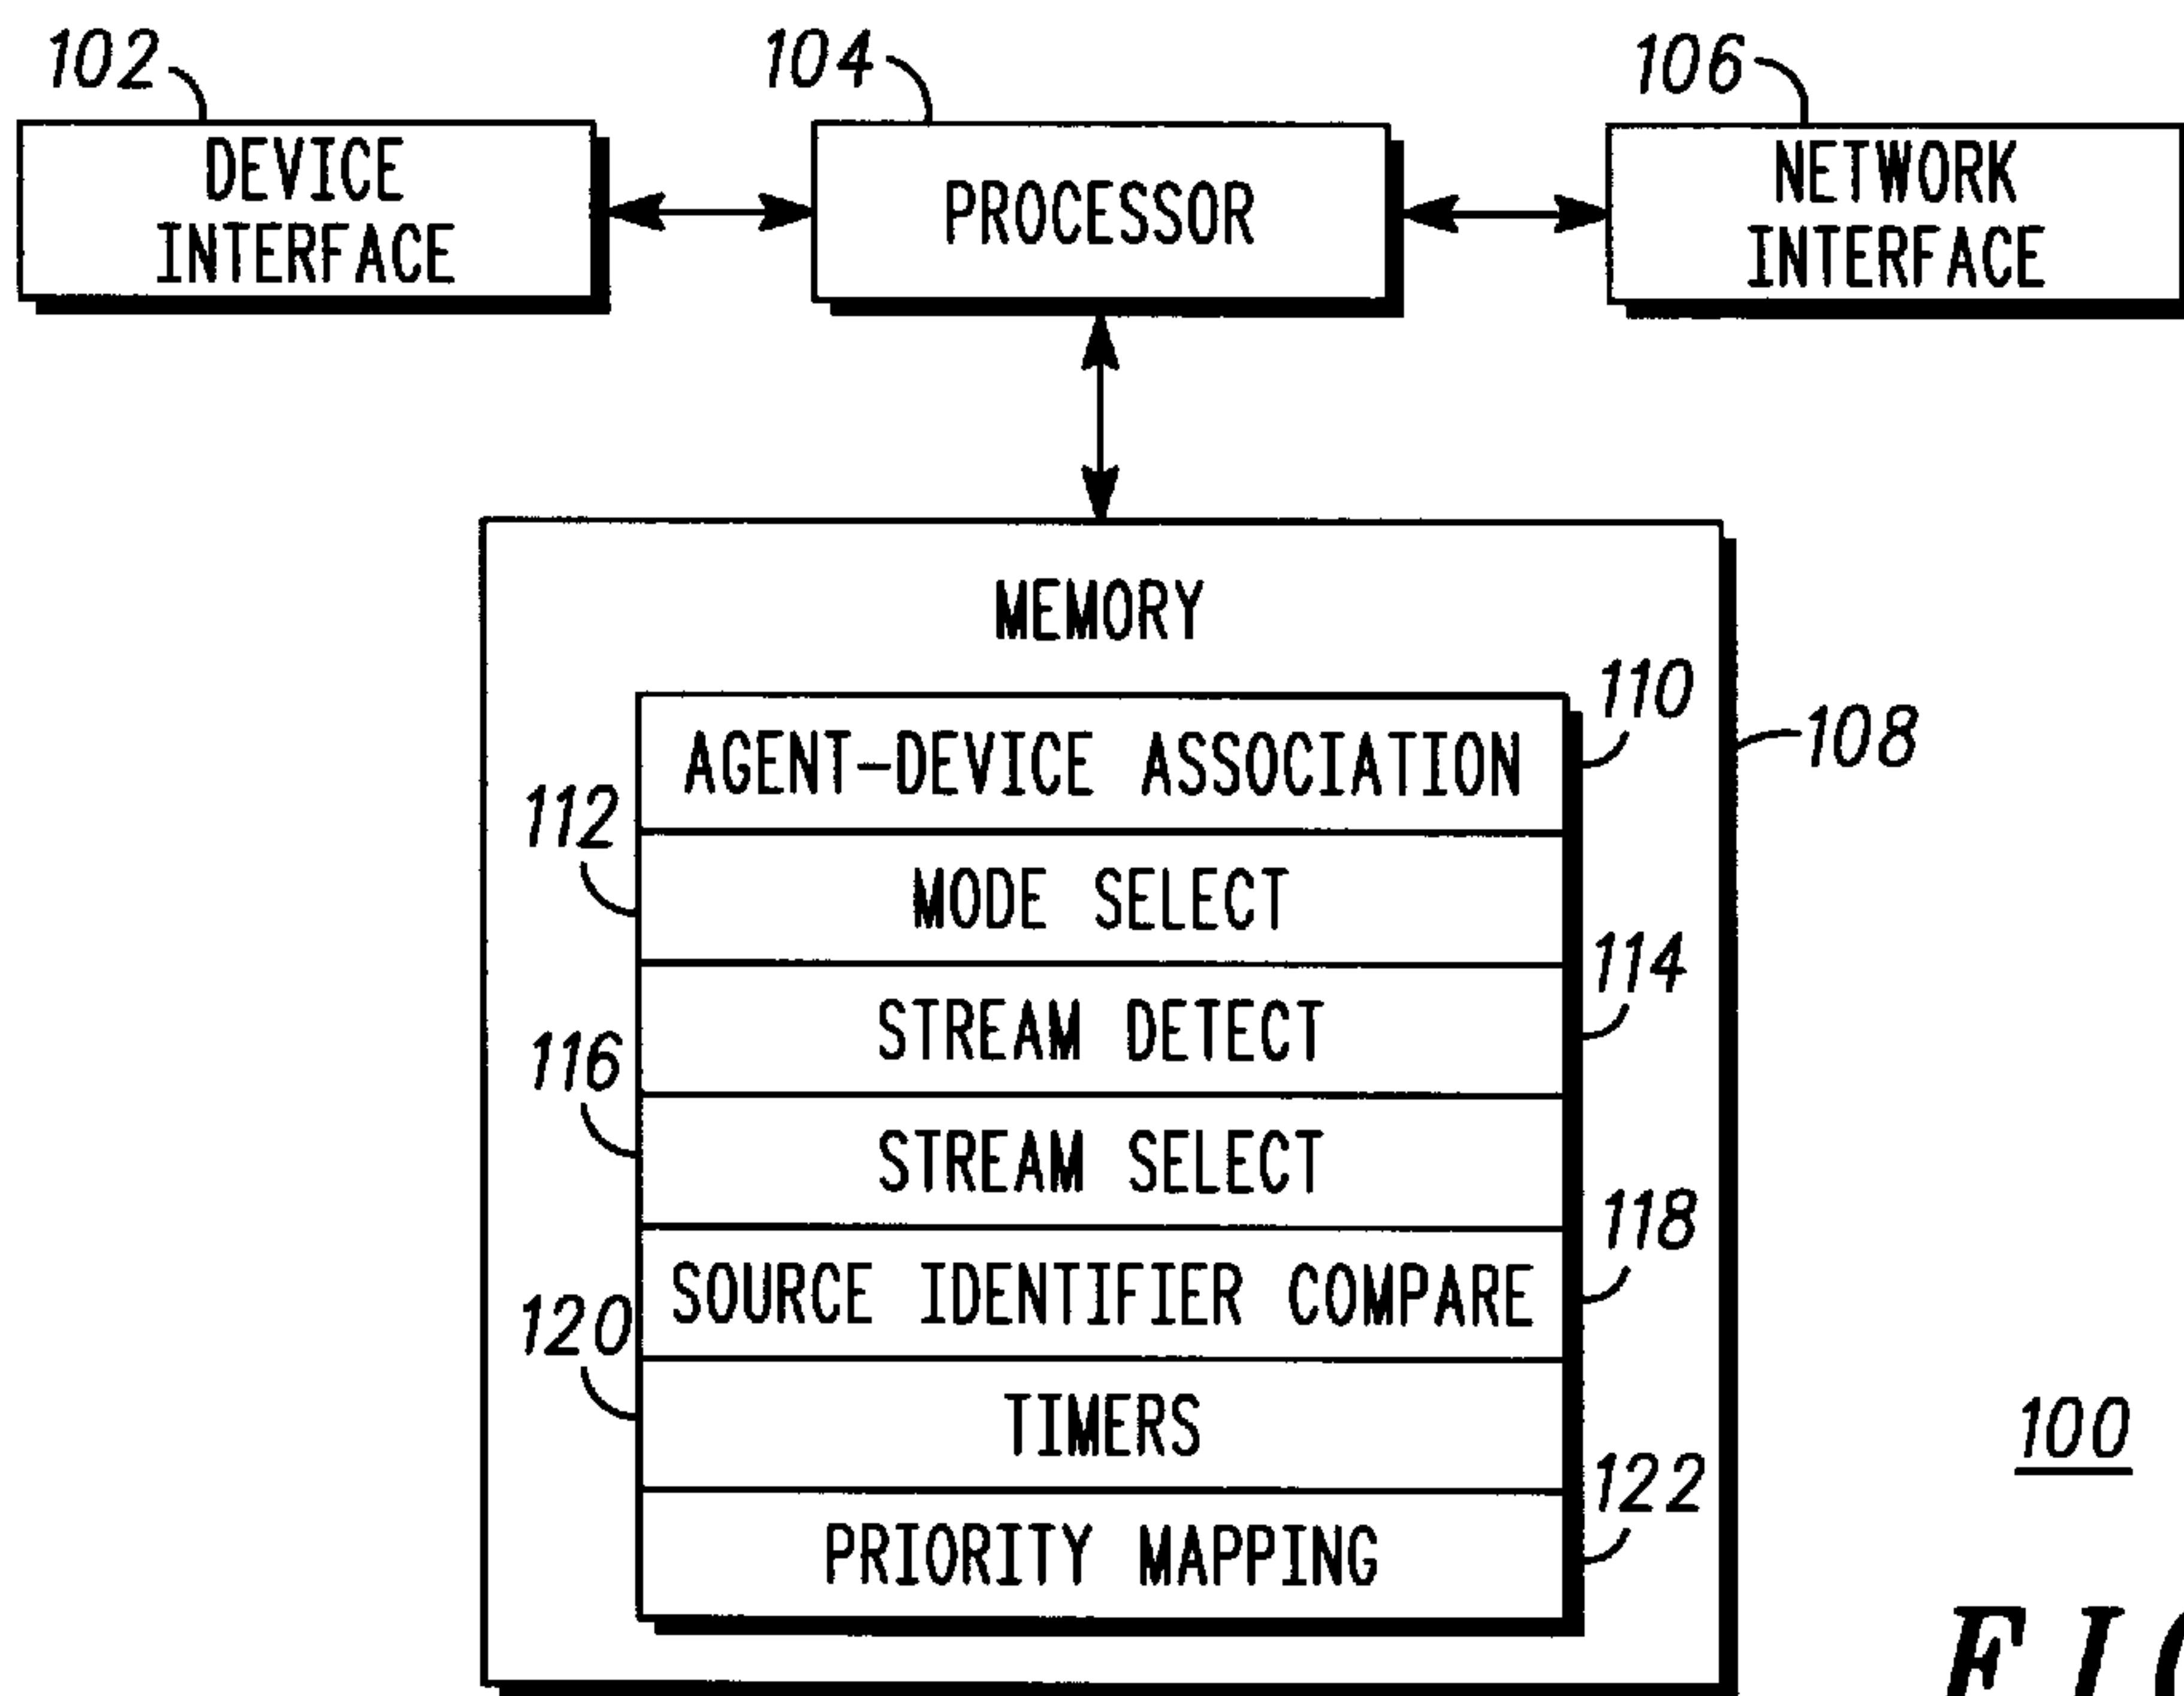 102
104
106
DEVICE
INTERFACE
PROCESSOR
NETWORK
INTERFACE
MEMORY
110
108
AGENT-DEVICE ASSOCIATION
112
MODE SELECT
114
STREAM DETECT
116
STREAM SELECT
118
SOURCE IDENTIFIER COMPARE
120
TIMERS
100
122
PRIORITY MAPPING